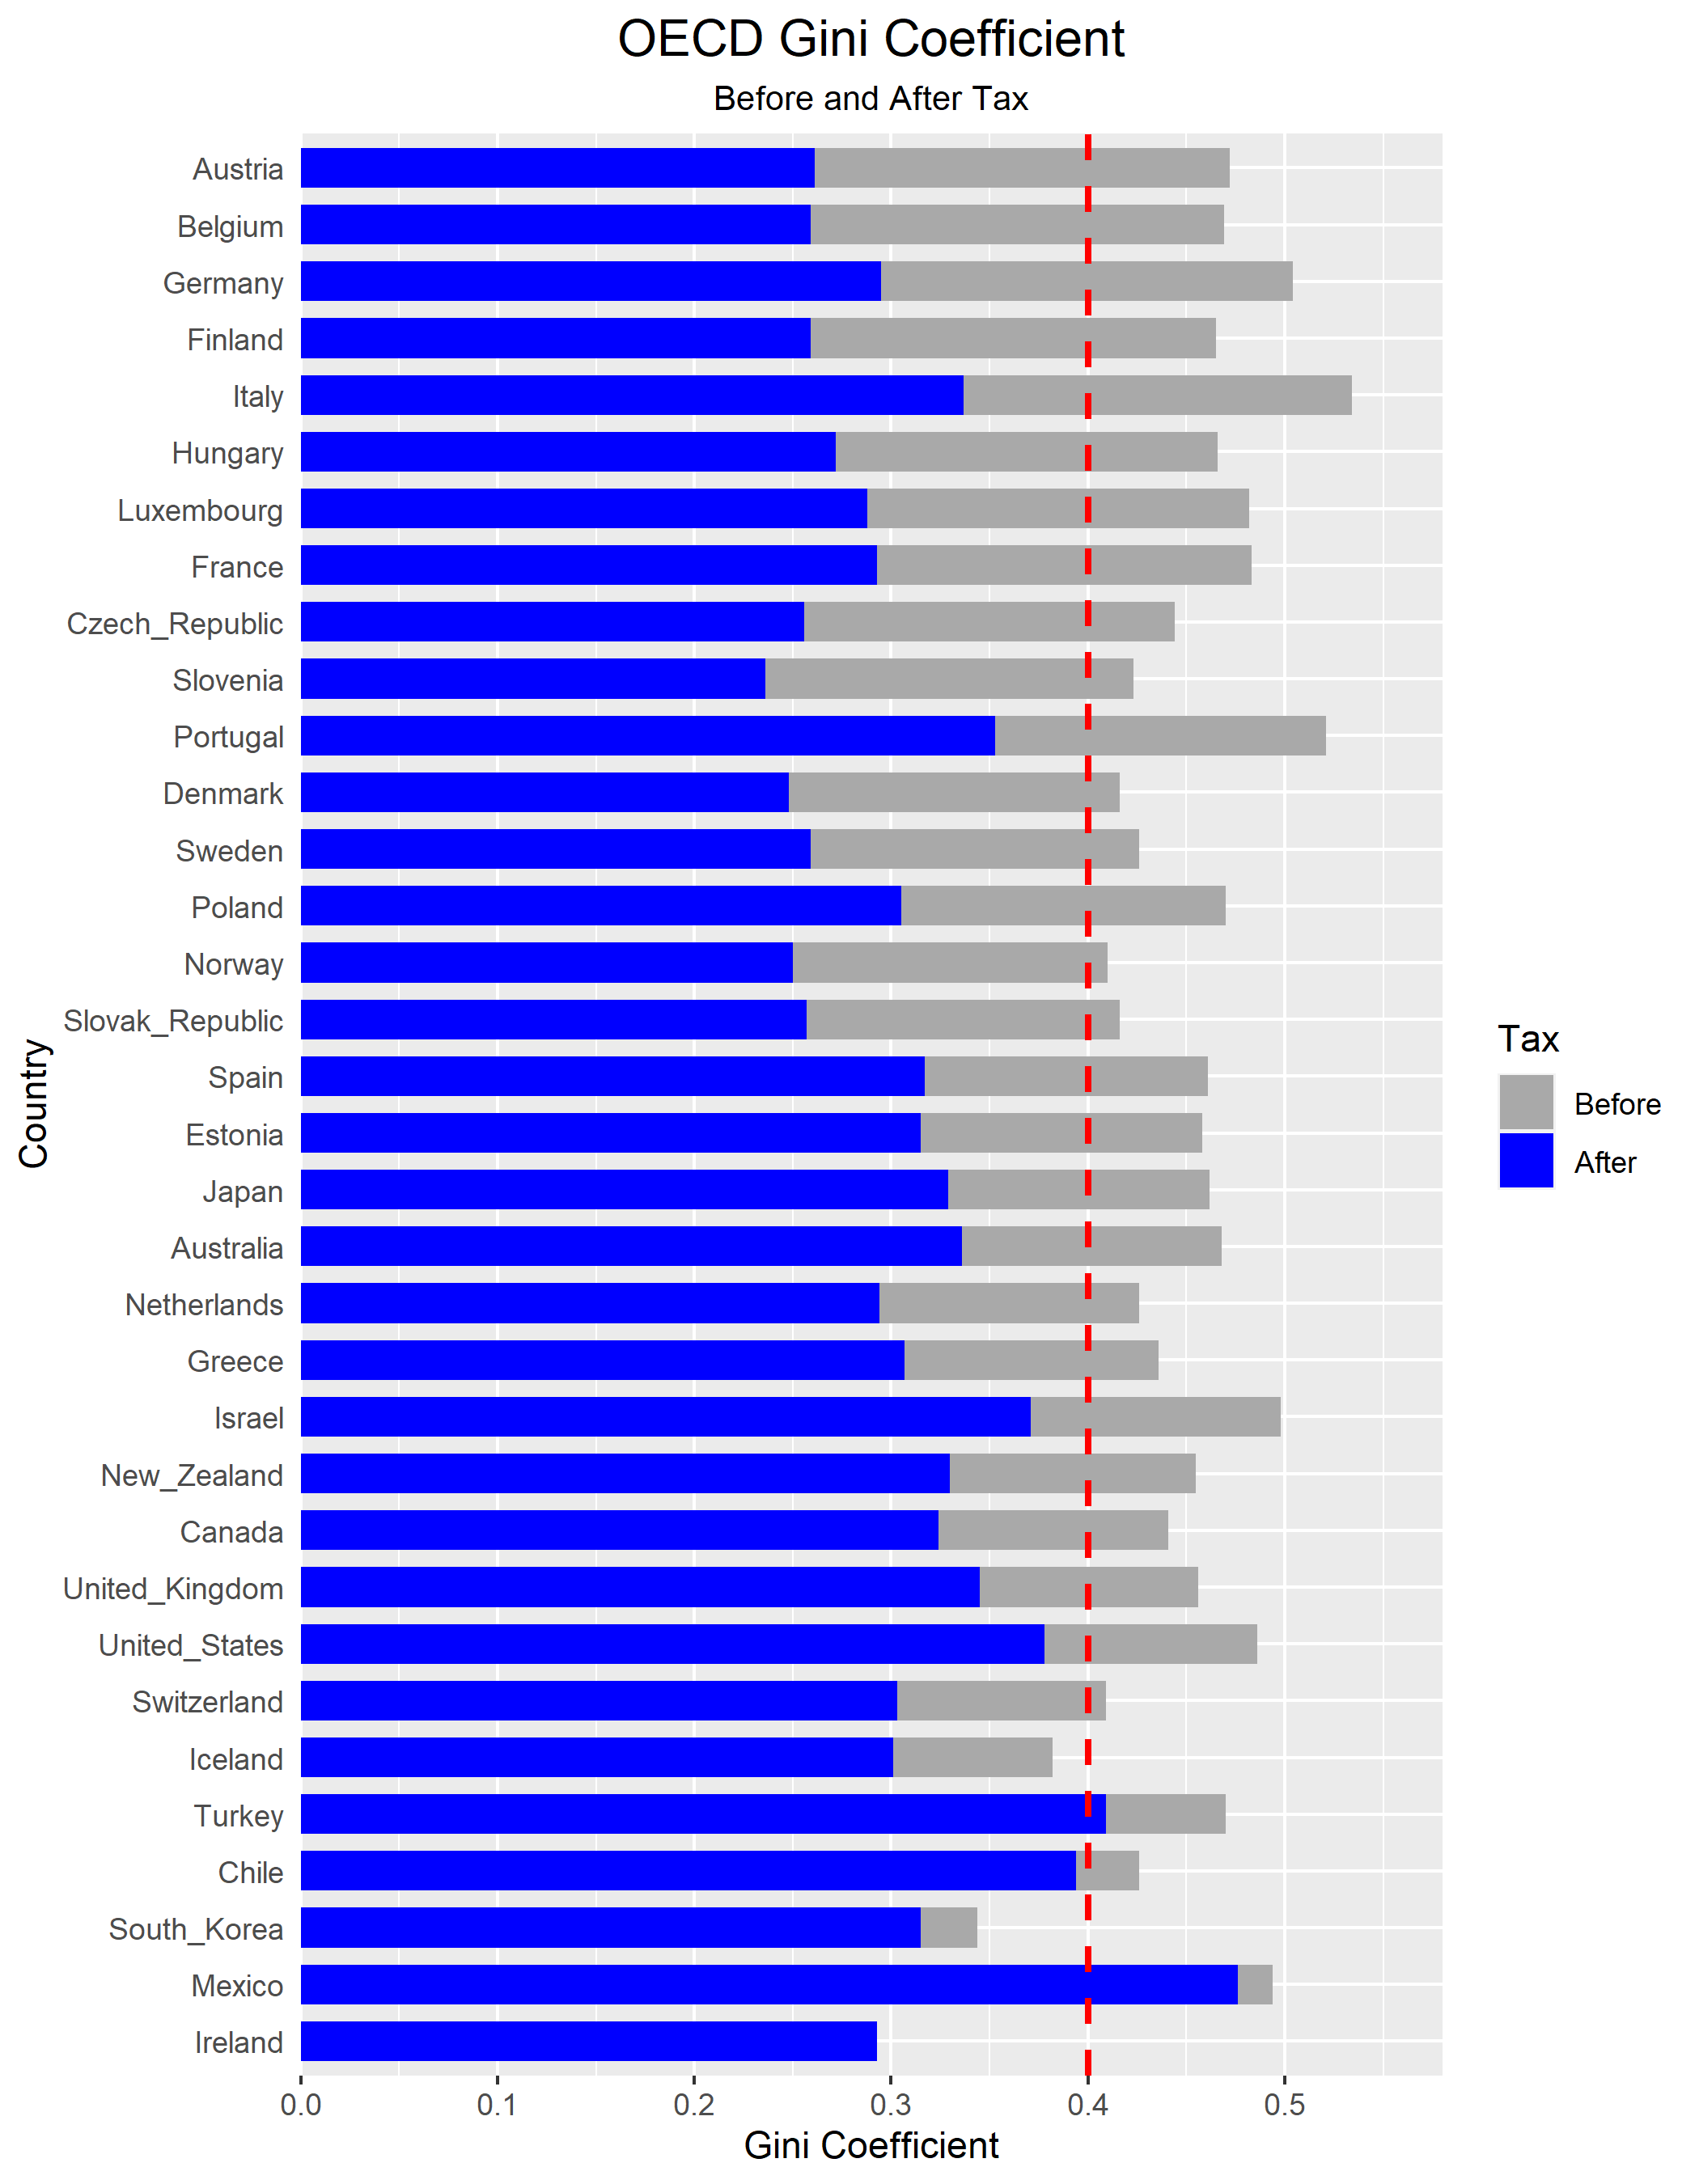 OECD Gini Coefficient
Before and After Tax
Austria
Belgium
Germany
Finland
Italy
Hungary
Luxembourg
France
Czech_Republic
Slovenia
Portugal
Denmark
Sweden
Poland
Norway
Slovak_Republic
Spain
Estonia
Japan
Australia
Netherlands
Greece
Israel
New_Zealand
Canada
United_Kingdom
United_States
Switzerland
Iceland
Turkey
Chile
South_Korea
Mexico
Ireland
Country
0.0 0.1 0.2 0.3 0.4 0.5
Gini Coefficient
Tax
Before
After